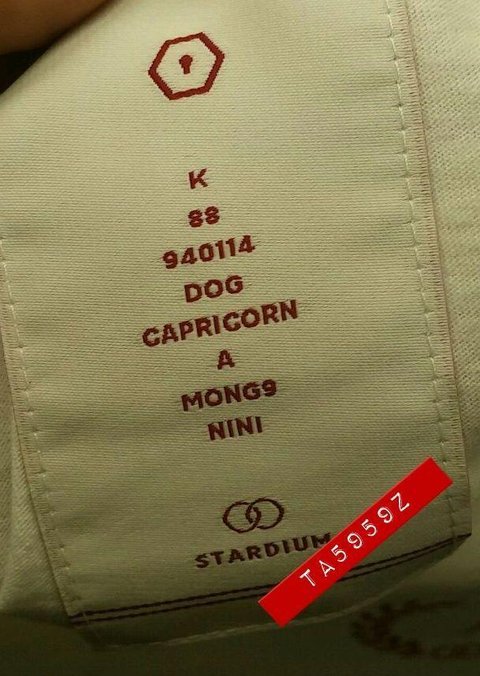 K
88
940114
DOG
CAPRICORN
A
MONG9
NINI
STARDIUM
TA5959Z